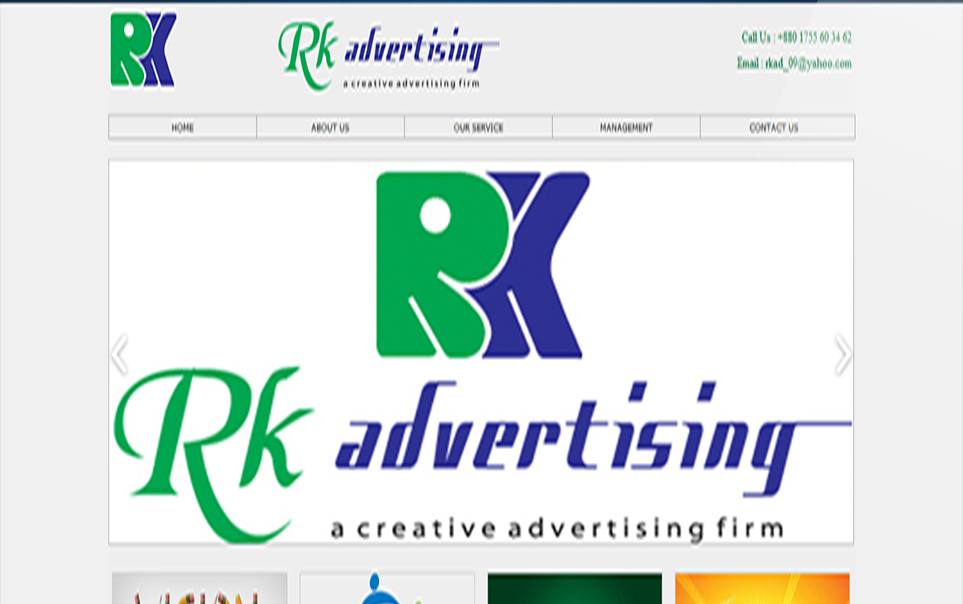 RK
Rk advertising
a creative advertising firm
Call Us : +880 1755 60 34 62
Email : rkad_09@yahoo.com
HOME ABOUT US OUR SERVICE MANAGEMENT CONTACT US
RK
Rk advertising
a creative advertising firm
VISION